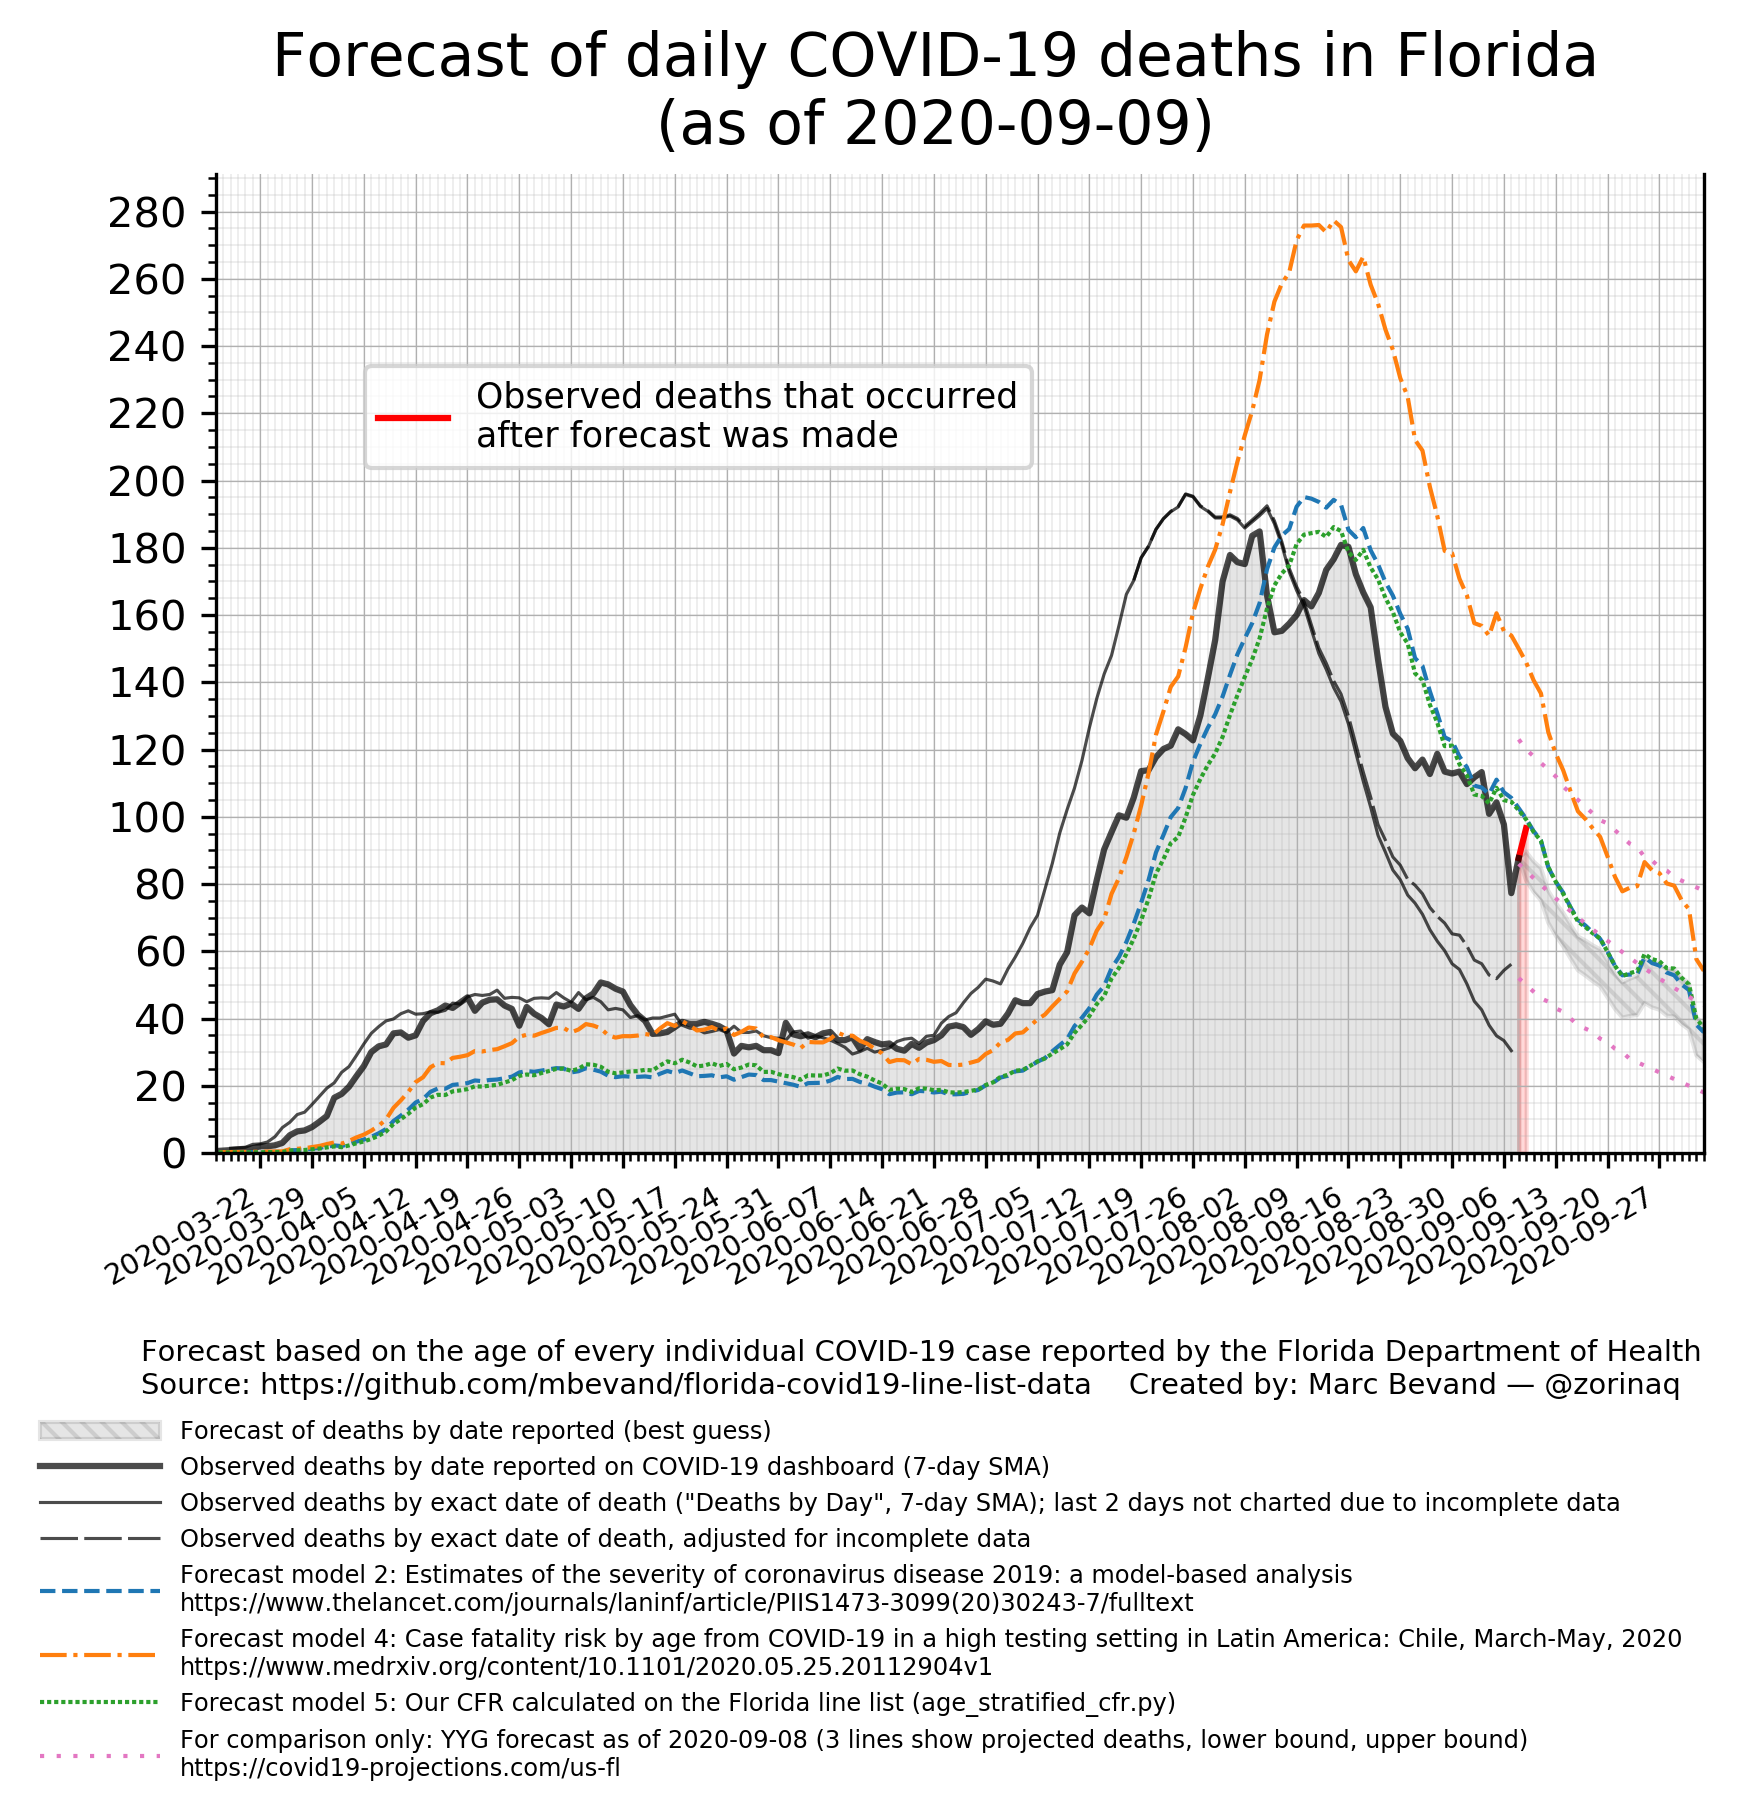 Forecast of daily COVID-19 deaths in Florida
(as of 2020-09-09)
280
260
240
220
200
180
160
140
120
100
80
60
40
20
0
Observed deaths that occurred
after forecast was made
2020-03-22
2020-03-29
2020-04-05
2020-04-12
2020-04-19
2020-04-26
2020-05-03
2020-05-10
2020-05-17
2020-05-24
2020-05-31
2020-06-07
2020-06-14
2020-06-21
2020-06-28
2020-07-05
2020-07-12
2020-07-19
2020-07-26
2020-08-02
2020-08-09
2020-08-16
2020-08-23
2020-08-30
2020-09-06
2020-09-13
2020-09-20
2020-09-27
Forecast based on the age of every individual COVID-19 case reported by the Florida Department of Health
Source: https://github.com/mbevand/florida-covid19-line-list-data    Created by: Marc Bevand — @zorinaq
Forecast of deaths by date reported (best guess)
Observed deaths by date reported on COVID-19 dashboard (7-day SMA)
Observed deaths by exact date of death ("Deaths by Day", 7-day SMA); last 2 days not charted due to incomplete data
Observed deaths by exact date of death, adjusted for incomplete data
Forecast model 2: Estimates of the severity of coronavirus disease 2019: a model-based analysis
https://www.thelancet.com/journals/laninf/article/PIIS1473-3099(20)30243-7/fulltext
Forecast model 4: Case fatality risk by age from COVID-19 in a high testing setting in Latin America: Chile, March-May, 2020
https://www.medrxiv.org/content/10.1101/2020.05.25.20112904v1
Forecast model 5: Our CFR calculated on the Florida line list (age_stratified_cfr.py)
For comparison only: YYG forecast as of 2020-09-08 (3 lines show projected deaths, lower bound, upper bound)
https://covid19-projections.com/us-fl